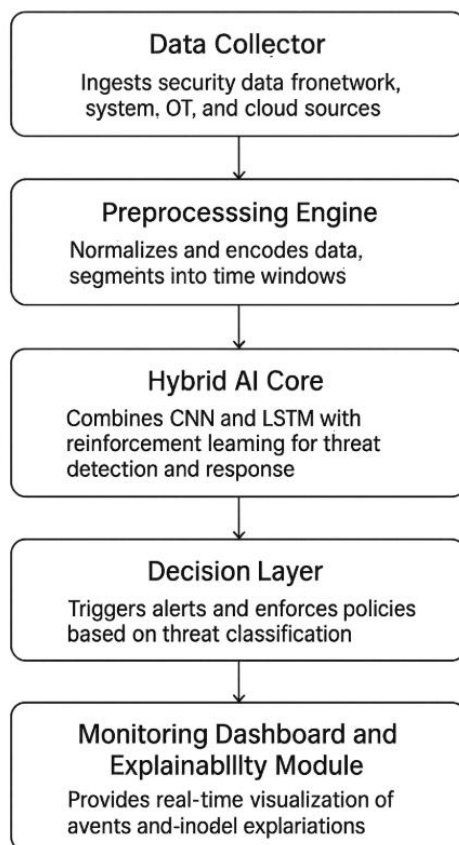 Data Collector
Ingests security data fronetwork,
system, OT, and cloud sources
Preprocesssing Engine
Normalizes and encodes data,
segments into time windows
Hybrid AI Core
Combines CNN and LSTM with
reinforcement leaming for threat
detection and response
Decision Layer
Triggers alerts and enforces policies
based on threat classification
Monitoring Dashboard and
Explainabllity Module
Provides real-time visualization of
avents and-inodel explariations